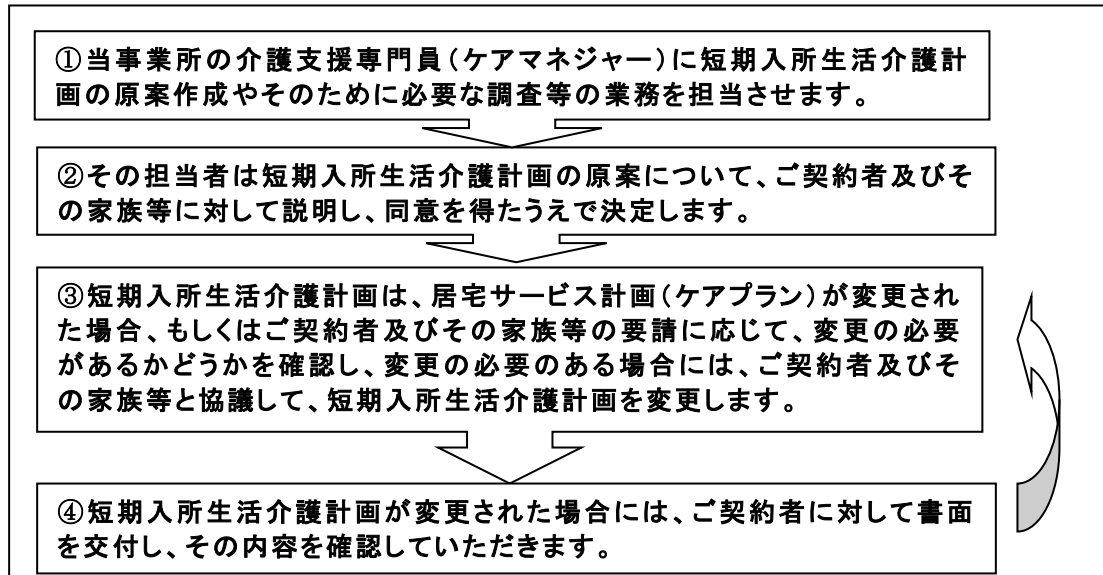 ①当事業所の介護支援専門員(ケアマネジャー)に短期入所生活介護計
画の原案作成やそのために必要な調査等の業務を担当させます。
②その担当者は短期入所生活介護計画の原案について、ご契約者及びそ
の家族等に対して説明し、同意を得たうえで決定します。
③短期入所生活介護計画は、居宅サービス計画(ケアプラン)が変更され
た場合、もしくはご契約者及びその家族等の要請に応じて、変更の必要
があるかどうかを確認し、変更の必要のある場合には、ご契約者及びそ
の家族等と協議して、短期入所生活介護計画を変更します。
④短期入所生活介護計画が変更された場合には、ご契約者に対して書面
を交付し、その内容を確認していただきます。